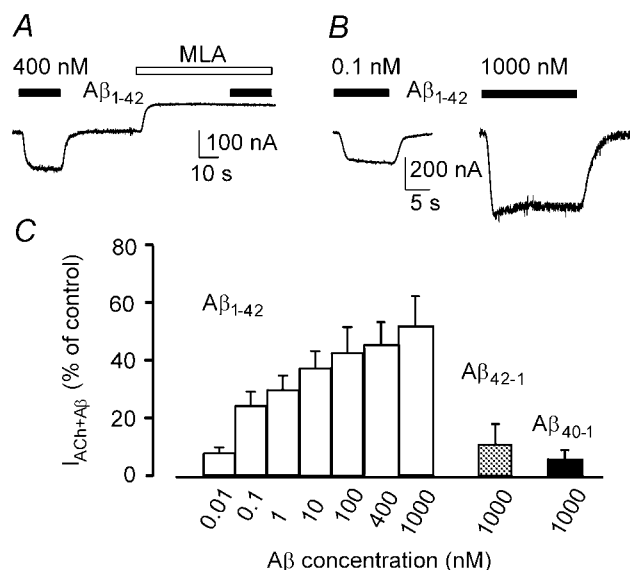 A
MLA
400 nM
Aβ1-42
100 nA
10 s
B
0.1 nM
1000 nM
Aβ1-42
200 nA
5 s
C
80
60
40
20
0
IACh+Aβ (% of control)
Aβ1-42
Aβ42-1
Aβ40-1
0.01
0.1
1
10
100
400
1000
1000
1000
Aβ concentration (nM)